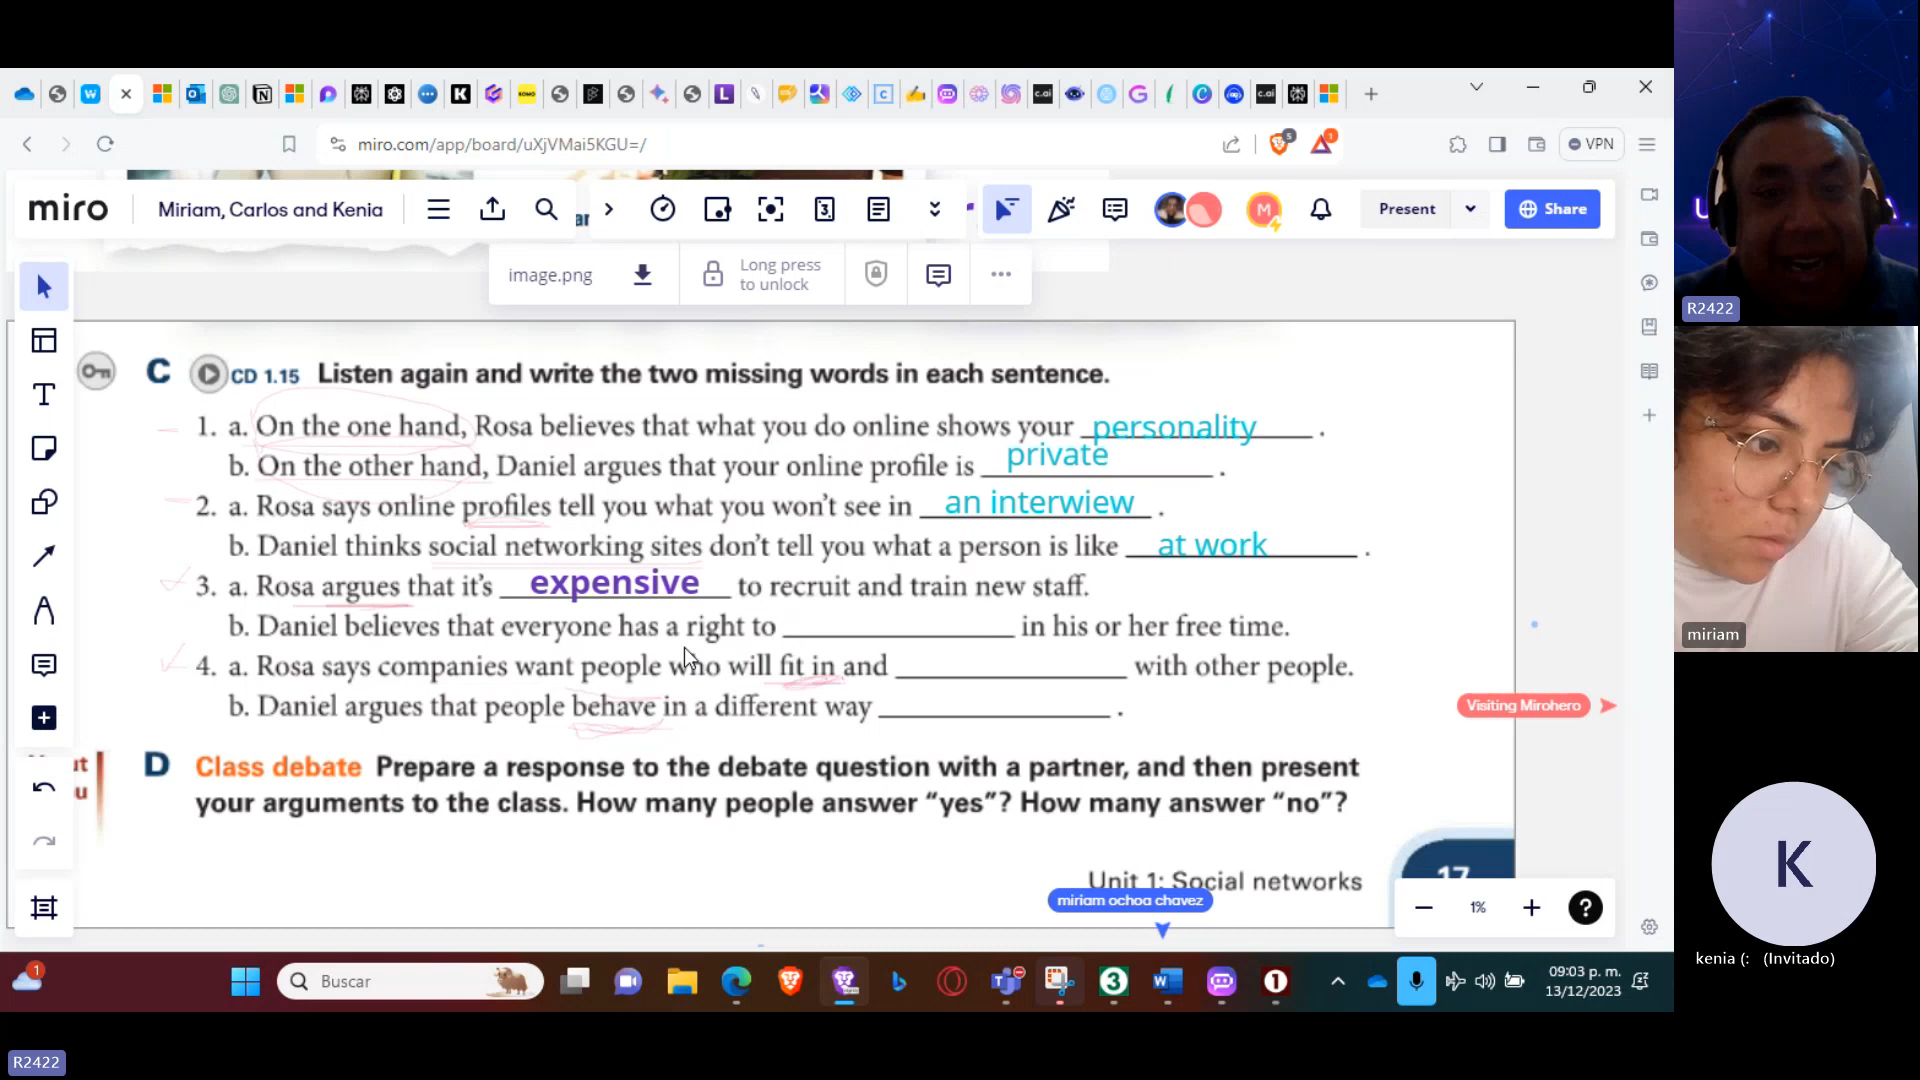 miro.com/app/board/uXjVMai5KGU=/
VPN
miro
Miriam, Carlos and Kenia
Present
Share
image.png
Long press
to unlock
C CD 1.15 Listen again and write the two missing words in each sentence.
1. a. On the one hand, Rosa believes that what you do online shows your personality.
b. On the other hand, Daniel argues that your online profile is private.
2. a. Rosa says online profiles tell you what you won't see in an interwiew.
b. Daniel thinks social networking sites don't tell you what a person is like at work.
3. a. Rosa argues that it's expensive to recruit and train new staff.
b. Daniel believes that everyone has a right to ____________ in his or her free time.
4. a. Rosa says companies want people who will fit in and ____________ with other people.
b. Daniel argues that people behave in a different way ____________.
D Class debate Prepare a response to the debate question with a partner, and then present
your arguments to the class. How many people answer “yes”? How many answer “no”?
Unit 1: Social networks
17
Visiting Mirohero
miriam ochoa chavez
1%
Buscar
09:03 p. m.
13/12/2023
R2422
miriam
K
kenia (: (Invitado)
R2422